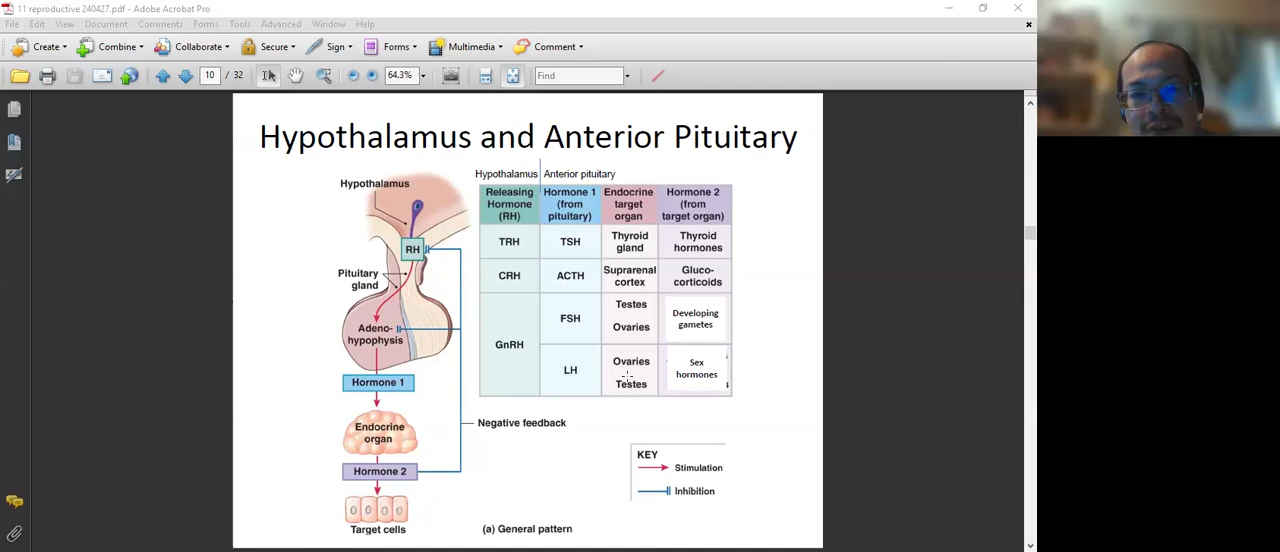 11 reproductive 240427.pdf - Adobe Acrobat Pro
File Edit View Document Comments Forms Tools Advanced Window Help
Create Combine Collaborate Secure Sign Forms Multimedia Comment
10 / 32 64.3% Find
Hypothalamus and Anterior Pituitary
Hypothalamus
RH
Pituitary
gland
Adeno-
hypophysis
Hormone 1
Endocrine
organ
Hormone 2
Target cells
Negative feedback
Hypothalamus Anterior pituitary
Releasing
Hormone
(RH)
Hormone 1
(from
pituitary)
Endocrine
target
organ
Hormone 2
(from
target organ)
TRH
TSH
Thyroid
gland
Thyroid
hormones
CRH
ACTH
Suprarenal
cortex
Gluco-
corticoids
GnRH
FSH
Testes
Ovaries
Developing
gametes
LH
Ovaries
Testes
Sex
hormones
KEY
Stimulation
Inhibition
(a) General pattern